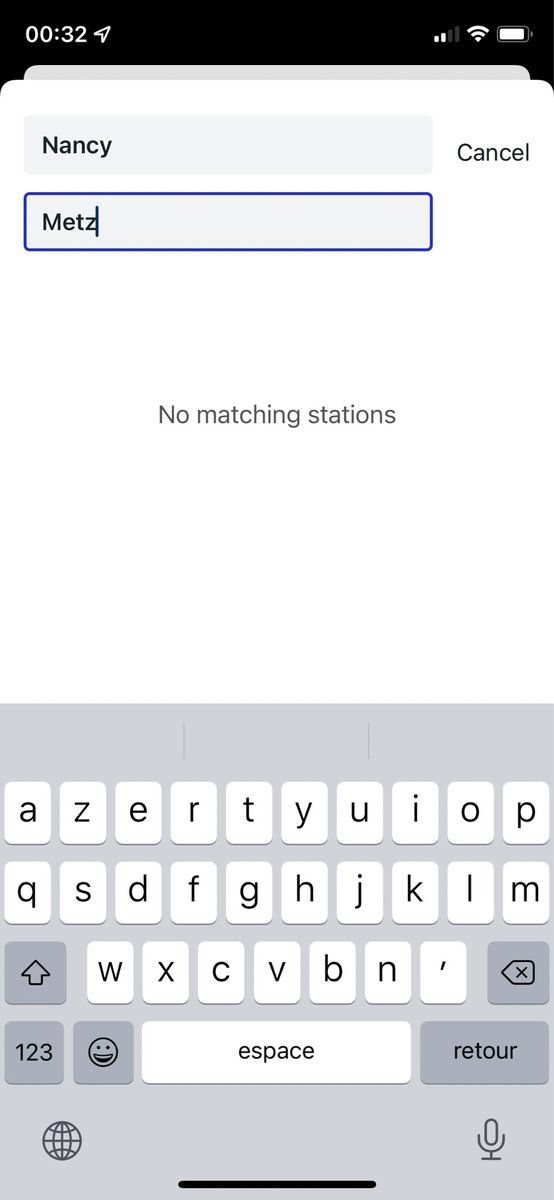 00:32
Nancy
Cancel
Metz
No matching stations
a z e r t y u i o p
q s d f g h j k l m
w x c v b n ’
123 espace retour